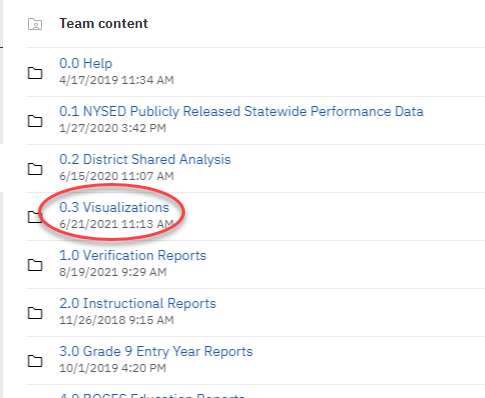 Team content
0.0 Help
4/17/2019 11:34 AM
0.1 NYSED Publicly Released Statewide Performance Data
1/27/2020 3:42 PM
0.2 District Shared Analysis
6/15/2020 11:07 AM
0.3 Visualizations
6/21/2021 11:13 AM
1.0 Verification Reports
8/19/2021 9:29 AM
2.0 Instructional Reports
11/26/2018 9:15 AM
3.0 Grade 9 Entry Year Reports
10/1/2019 4:20 PM
4.0 BOCES Education Reports